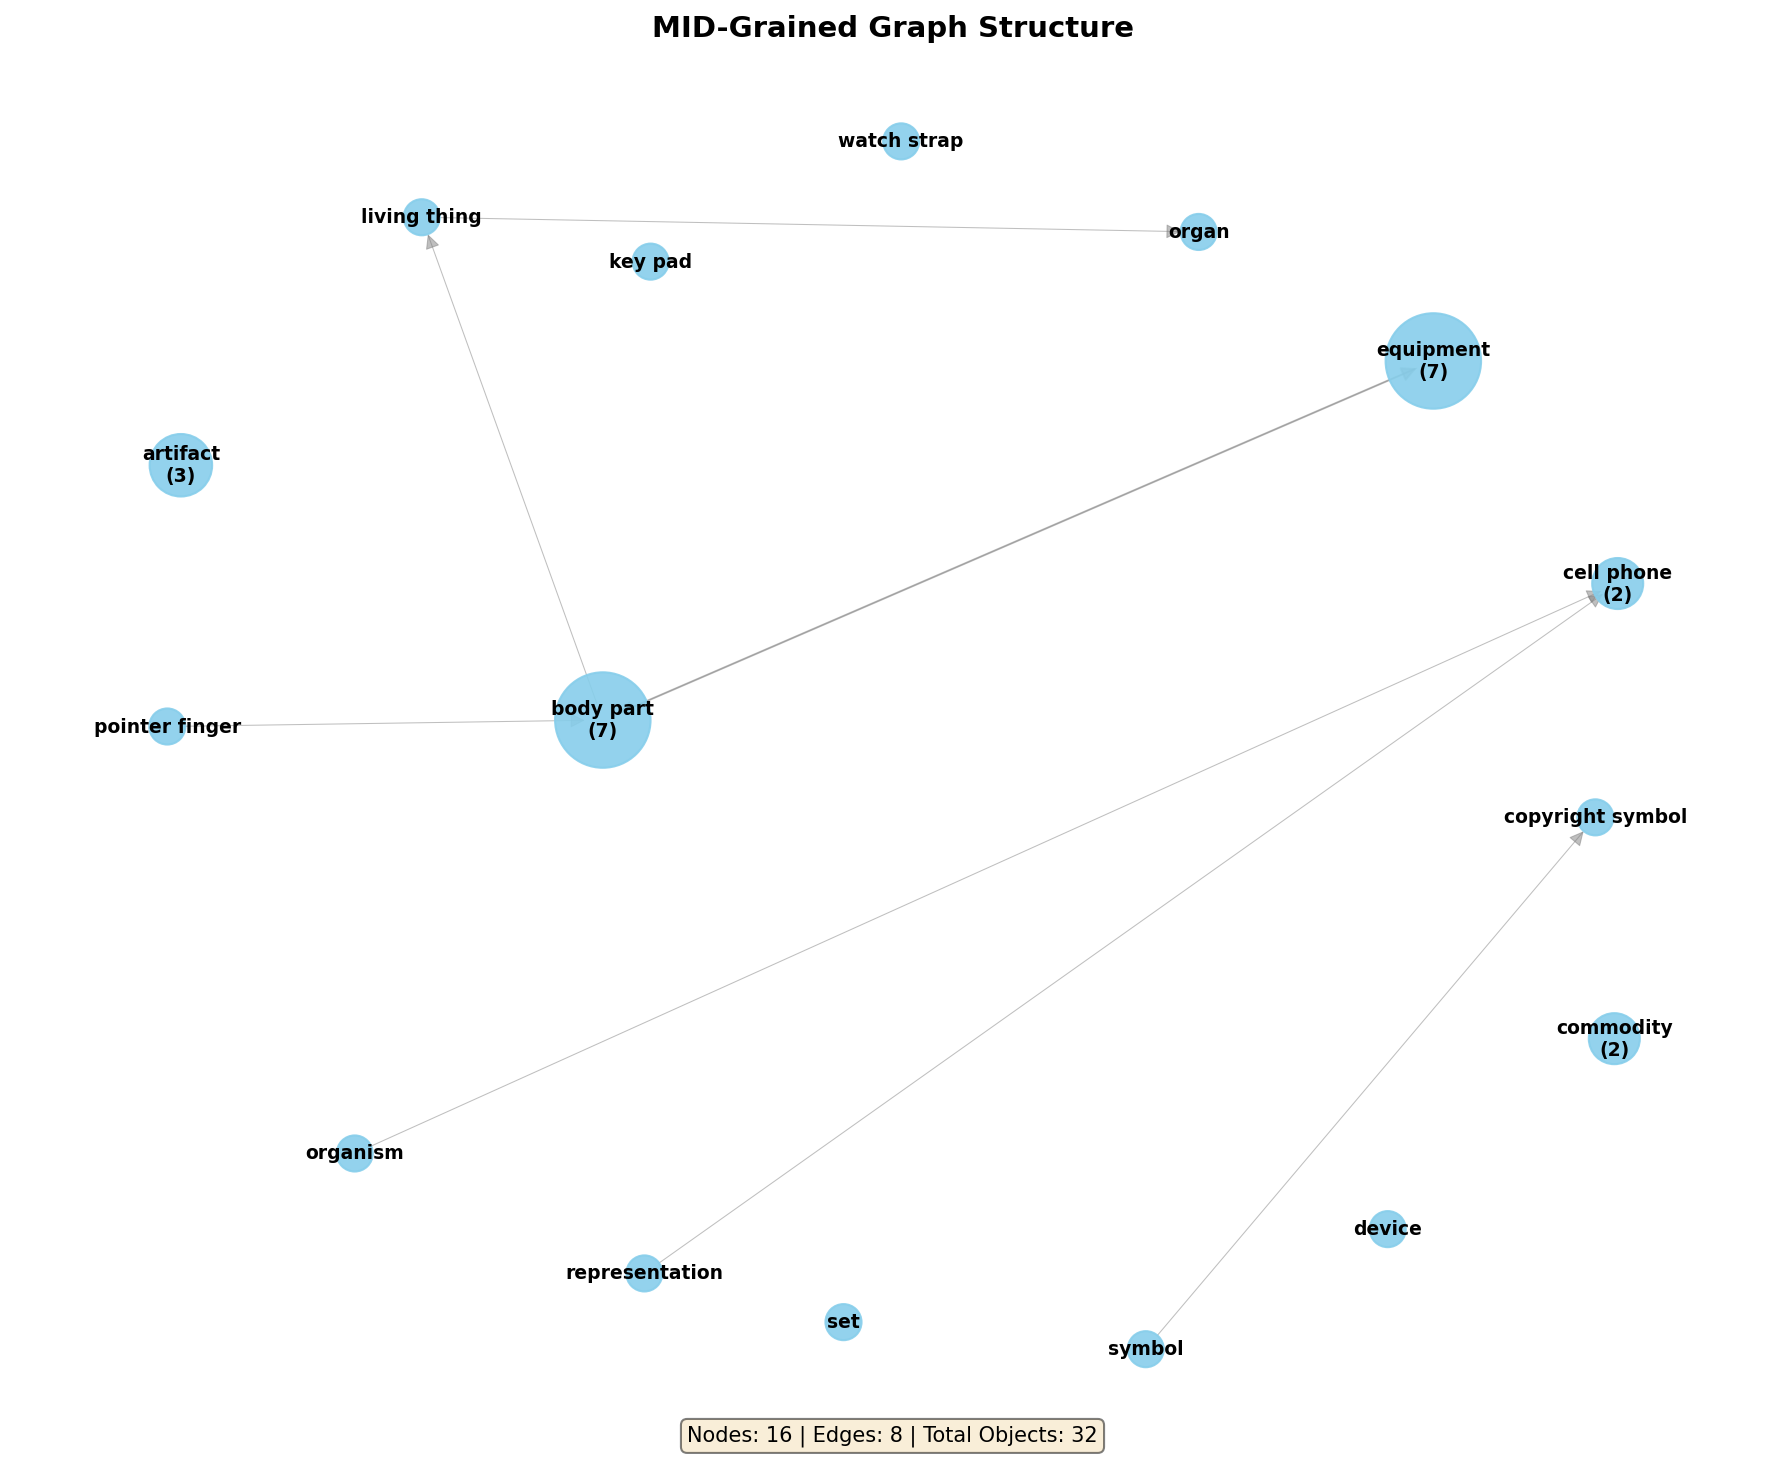 MID-Grained Graph Structure
watch strap
living thing
organ
key pad
equipment
(7)
artifact
(3)
cell phone
(2)
body part
(7)
pointer finger
copyright symbol
commodity
(2)
organism
device
representation
set
symbol
Nodes: 16 | Edges: 8 | Total Objects: 32